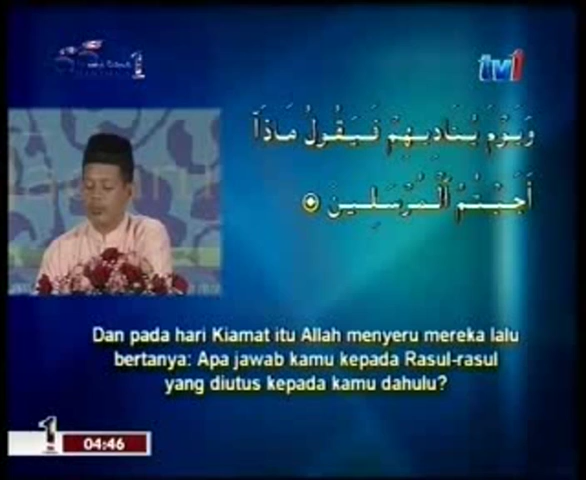 tv1
وَيَوْمَ يُنَادِيهِمْ فَيَقُولُ مَاذَآ
أَجَبْتُمُ ٱلْمُرْسَلِينَ
Dan pada hari Kiamat itu Allah menyeru mereka lalu
bertanya: Apa jawab kamu kepada Rasul-rasul
yang diutus kepada kamu dahulu?
1
04:46